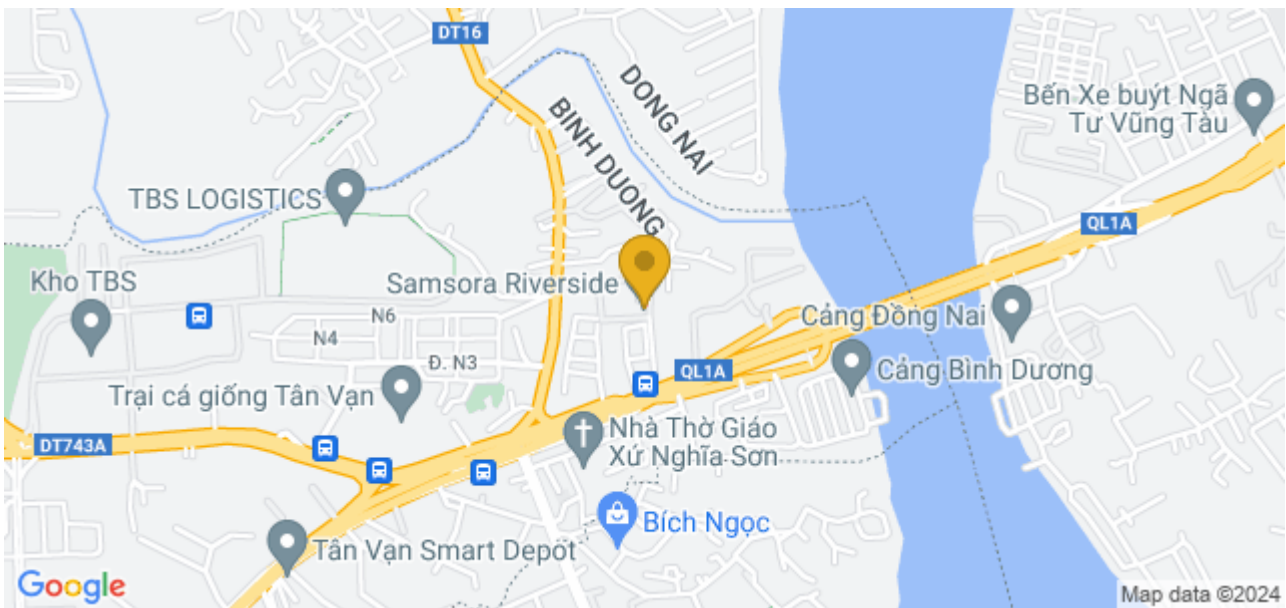 DT16
DONG NAI
BINH DUONG
Bến Xe buýt Ngã
Tư Vũng Tàu
TBS LOGISTICS
QL1A
Kho TBS
Samsora Riverside
N6
N4
Cảng Đồng Nai
Đ. N3
QL1A
Cảng Bình Dương
Trại cá giống Tân Vạn
Nhà Thờ Giáo
Xứ Nghĩa Sơn
DT743A
Bích Ngọc
Tân Vạn Smart Depot
Google
Map data ©2024